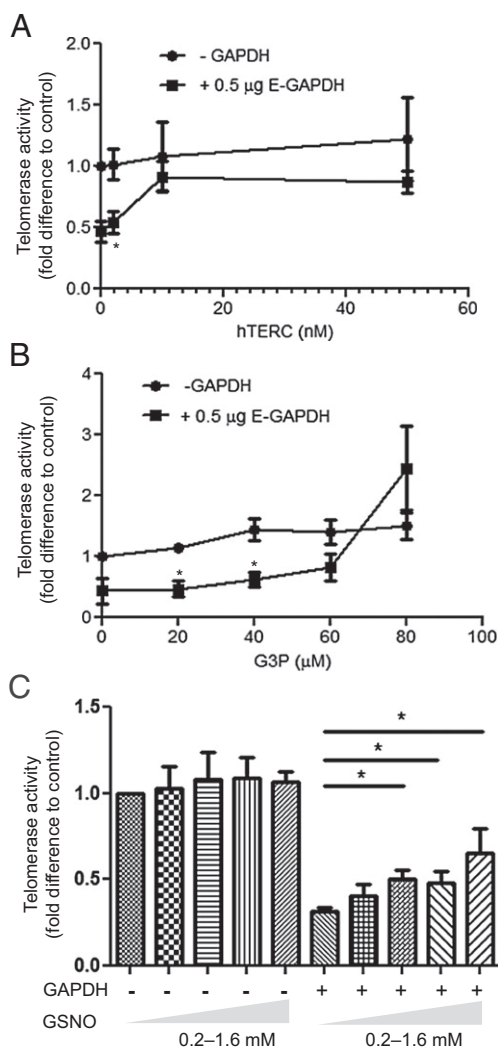 A
Telomerase activity
(fold difference to control)
2.0
1.5
1.0
0.5
0.0
- GAPDH
+ 0.5 μg E-GAPDH
*
0
20
40
60
hTERC (nM)
B
Telomerase activity
(fold difference to control)
4
3
2
1
0
-GAPDH
+ 0.5 μg E-GAPDH
* *
0
20
40
60
80
100
G3P (μM)
C
Telomerase activity
(fold difference to control)
1.5
1.0
0.5
0.0
*
*
*
GAPDH - - - - - + + + + +
GSNO
0.2–1.6 mM 0.2–1.6 mM